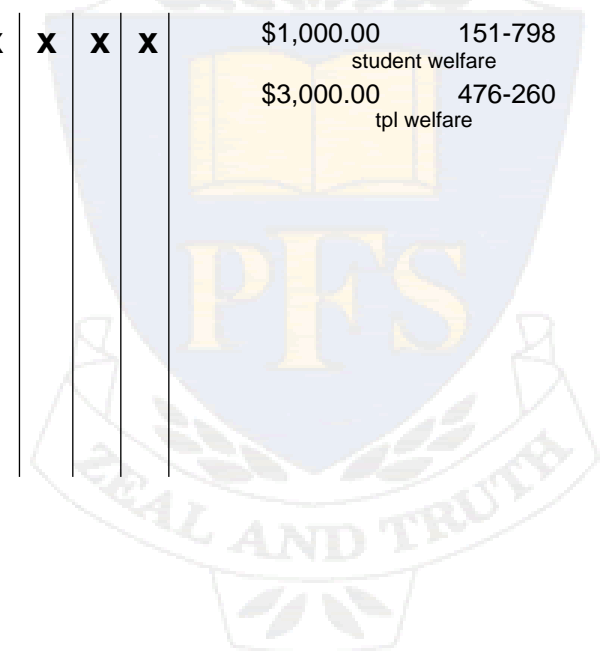 x x x $1,000.00 151-798
student welfare
$3,000.00 476-260
tpl welfare
PFS
ZEAL AND TRUTH